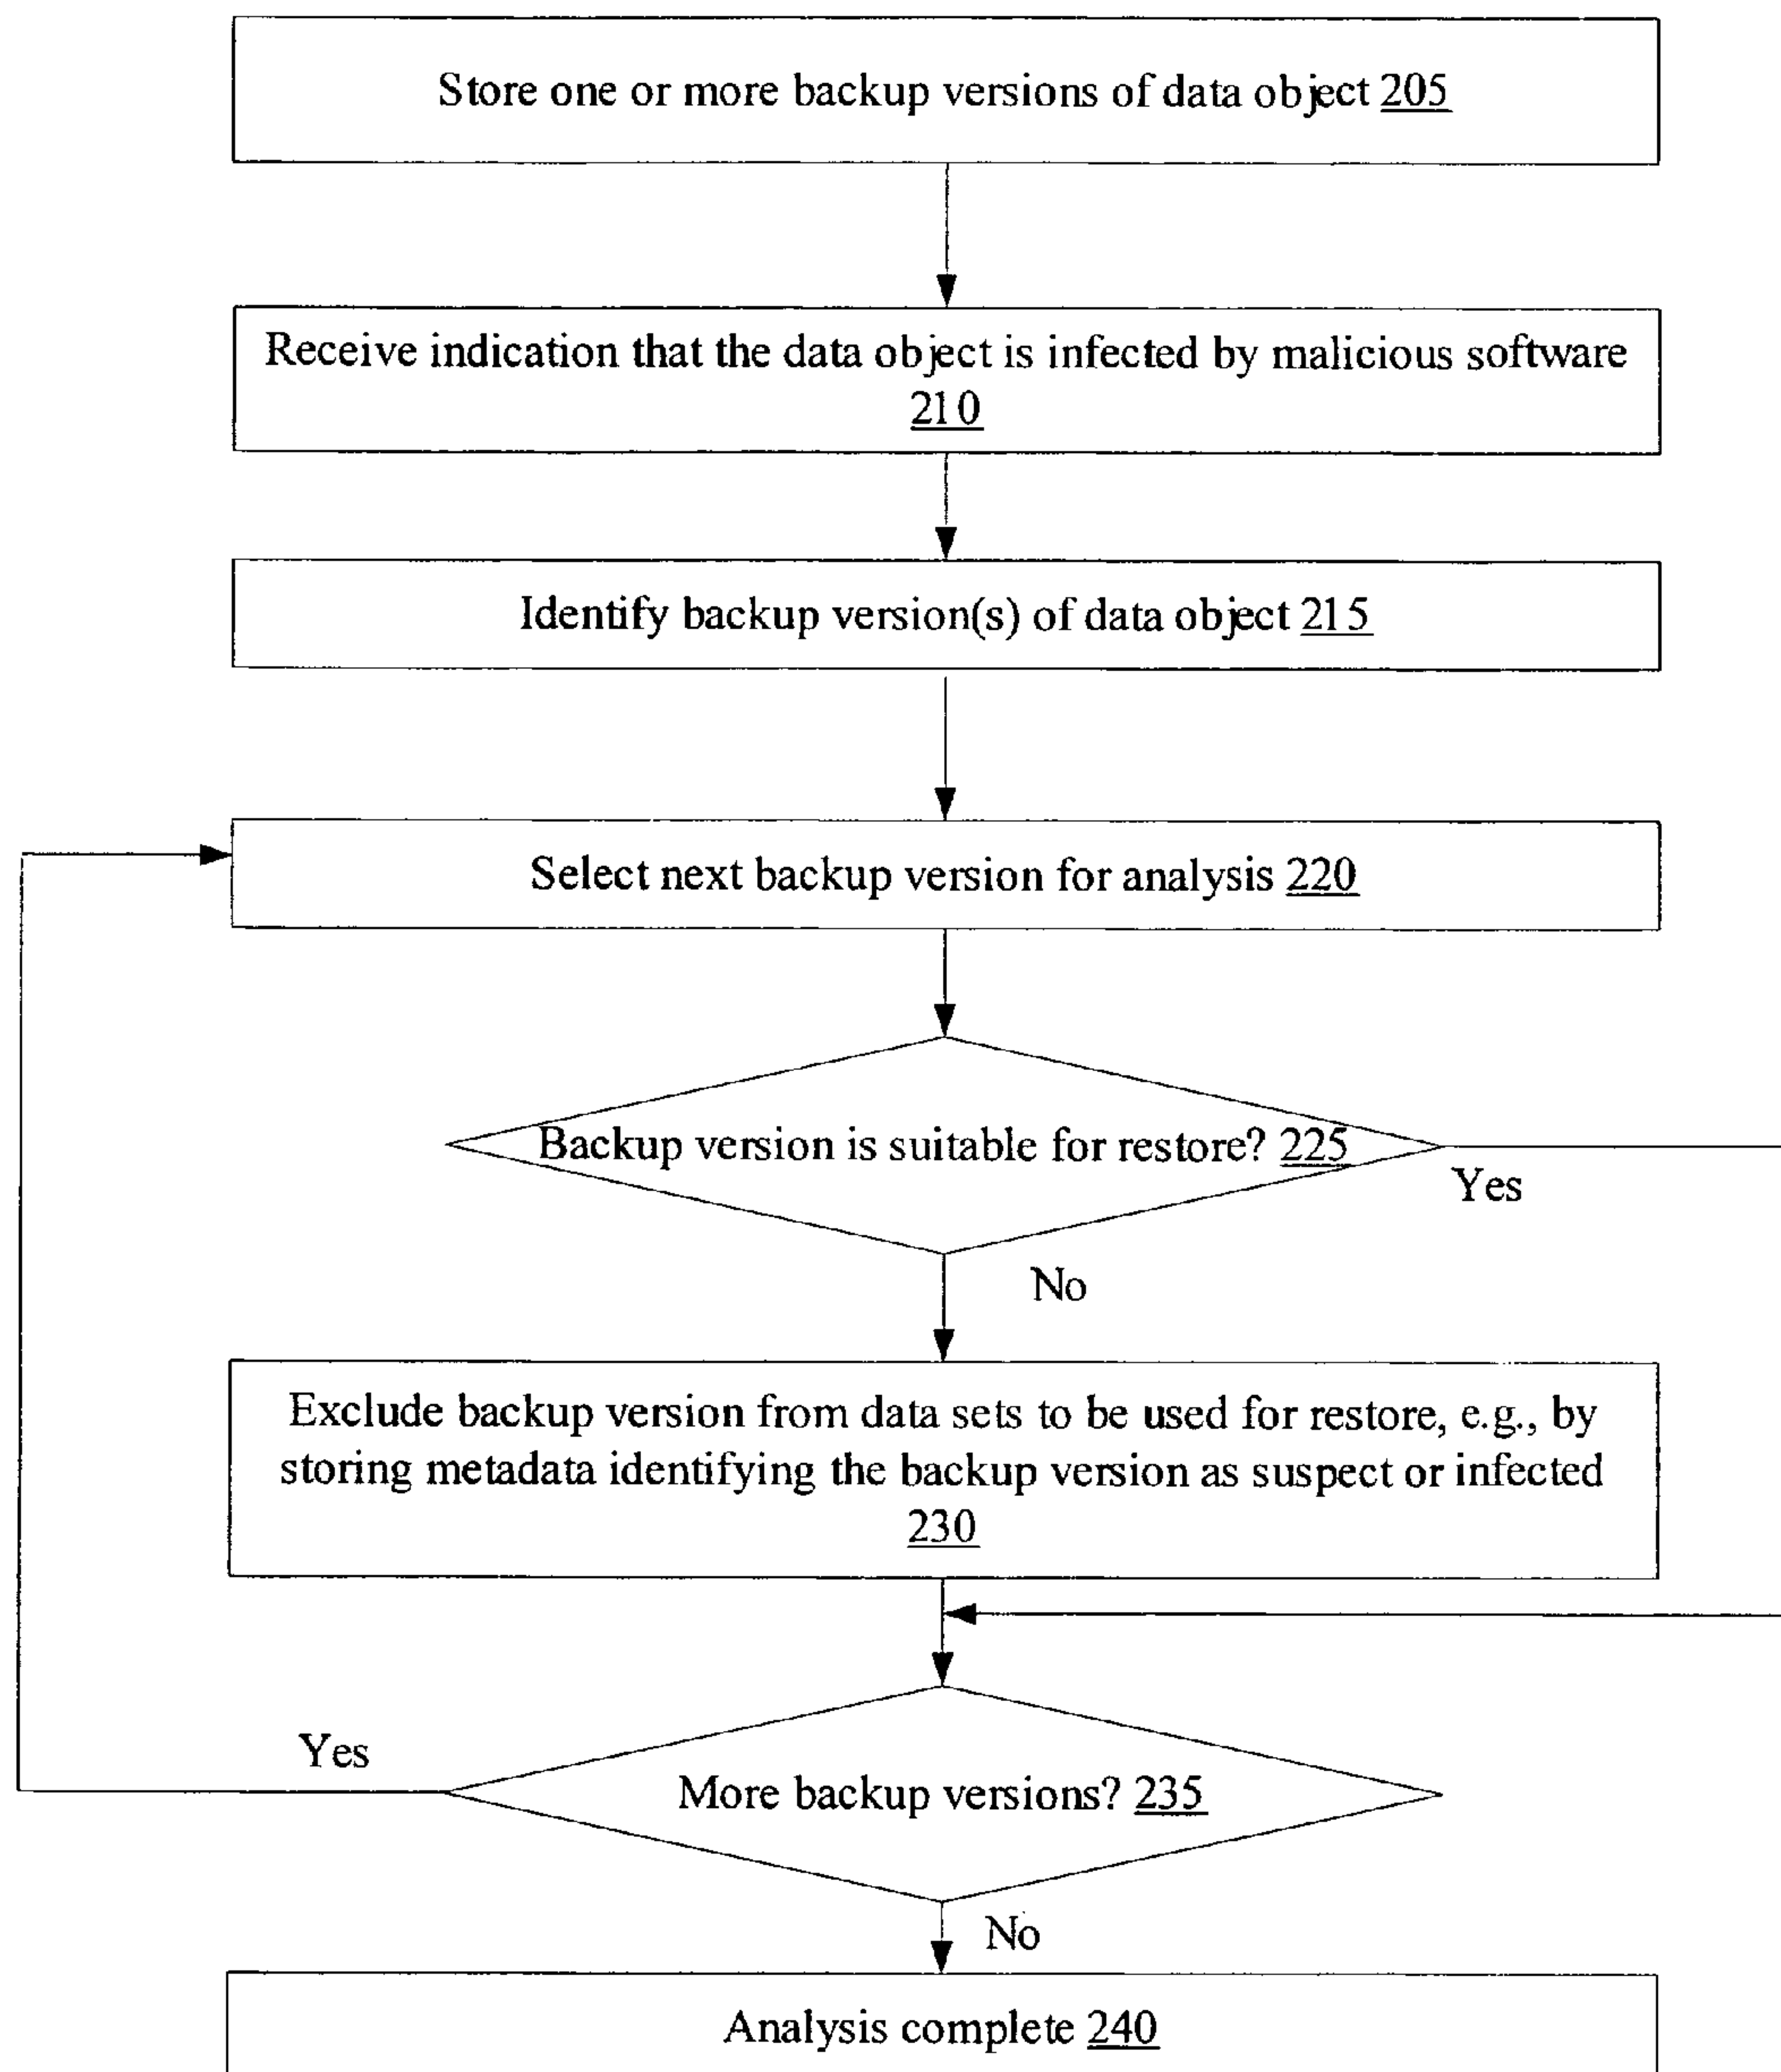 Store one or more backup versions of data object 205
Receive indication that the data object is infected by malicious software
210
Identify backup version(s) of data object 215
Select next backup version for analysis 220
Backup version is suitable for restore? 225
Yes
No
Exclude backup version from data sets to be used for restore, e.g., by
storing metadata identifying the backup version as suspect or infected
230
Yes
More backup versions? 235
No
Analysis complete 240